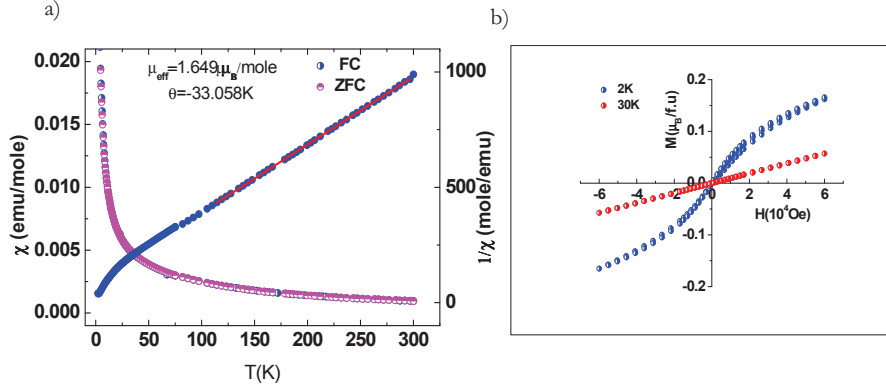 a)
b)
μeff=1.649μμB/mole
θ=-33.058K
FC
ZFC
0.020
0.015
0.010
0.005
0.000
χ (emu/mole)
1000
500
0
1/χ (mole/emu)
0 50 100 150 200 250 300
T(K)
2K
30K
M(μB/f.u)
0.2
0.1
0.0
-0.1
-0.2
-6 -4 -2 0 2 4 6
H(10⁴Oe)